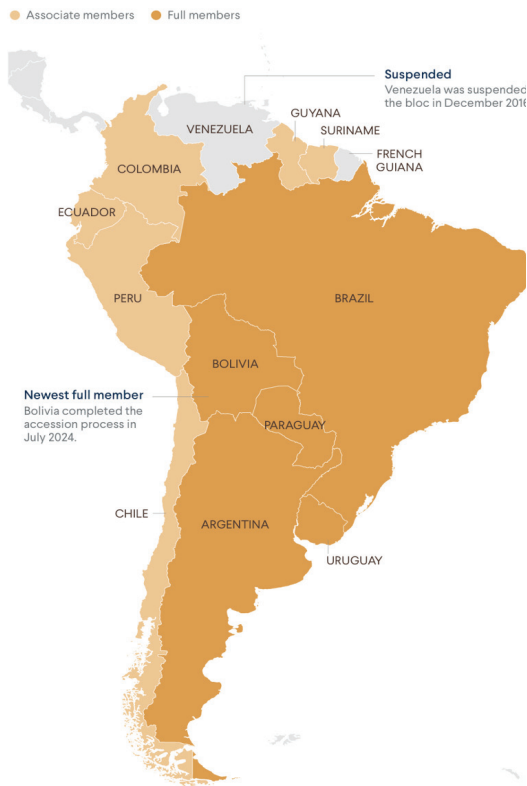 Associate members
Full members
Suspended
Venezuela was suspended
the bloc in December 2016
VENEZUELA
GUYANA
SURINAME
FRENCH
GUIANA
COLOMBIA
ECUADOR
PERU
BRAZIL
BOLIVIA
Newest full member
Bolivia completed the
accession process in
July 2024.
PARAGUAY
CHILE
ARGENTINA
URUGUAY